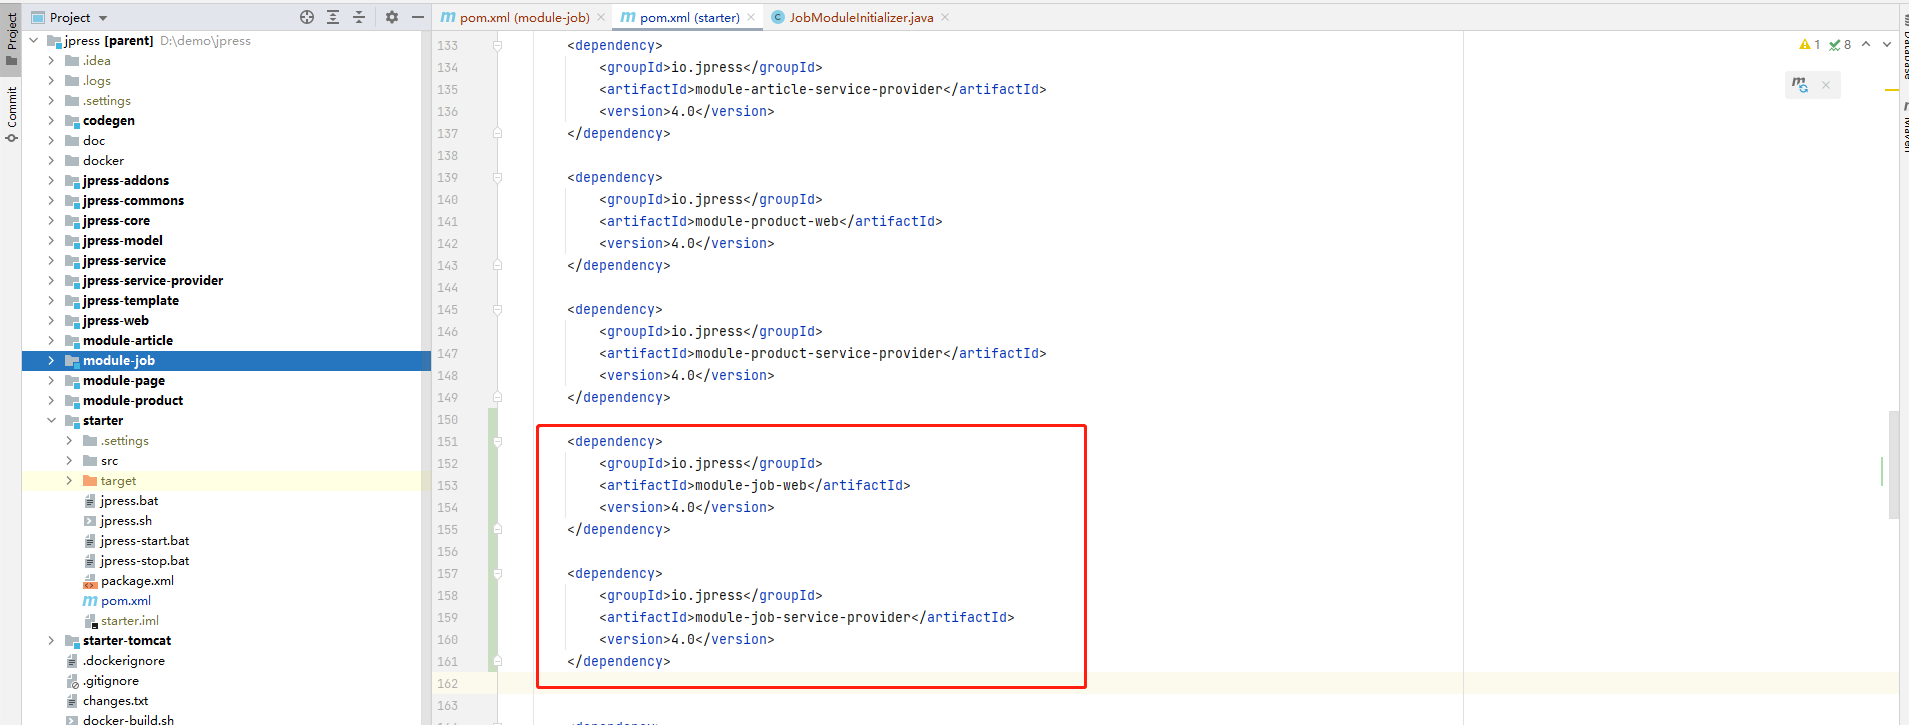 Project
pom.xml (module-job)
pom.xml (starter)
JobModuleInitializer.java
Project
Commit
Database
Maven
jpress [parent] D:\demo\jpress
.idea
.logs
.settings
codegen
doc
docker
jpress-addons
jpress-commons
jpress-core
jpress-model
jpress-service
jpress-service-provider
jpress-template
jpress-web
module-article
module-job
module-page
module-product
starter
.settings
src
target
jpress.bat
jpress.sh
jpress-start.bat
jpress-stop.bat
package.xml
pom.xml
starter.iml
starter-tomcat
.dockerignore
.gitignore
changes.txt
docker-build.sh
1 8
133 <dependency>
134 <groupId>io.jpress</groupId>
135 <artifactId>module-article-service-provider</artifactId>
136 <version>4.0</version>
137 </dependency>
138
139 <dependency>
140 <groupId>io.jpress</groupId>
141 <artifactId>module-product-web</artifactId>
142 <version>4.0</version>
143 </dependency>
144
145 <dependency>
146 <groupId>io.jpress</groupId>
147 <artifactId>module-product-service-provider</artifactId>
148 <version>4.0</version>
149 </dependency>
150
151 <dependency>
152 <groupId>io.jpress</groupId>
153 <artifactId>module-job-web</artifactId>
154 <version>4.0</version>
155 </dependency>
156
157 <dependency>
158 <groupId>io.jpress</groupId>
159 <artifactId>module-job-service-provider</artifactId>
160 <version>4.0</version>
161 </dependency>
162
163
<dependency>